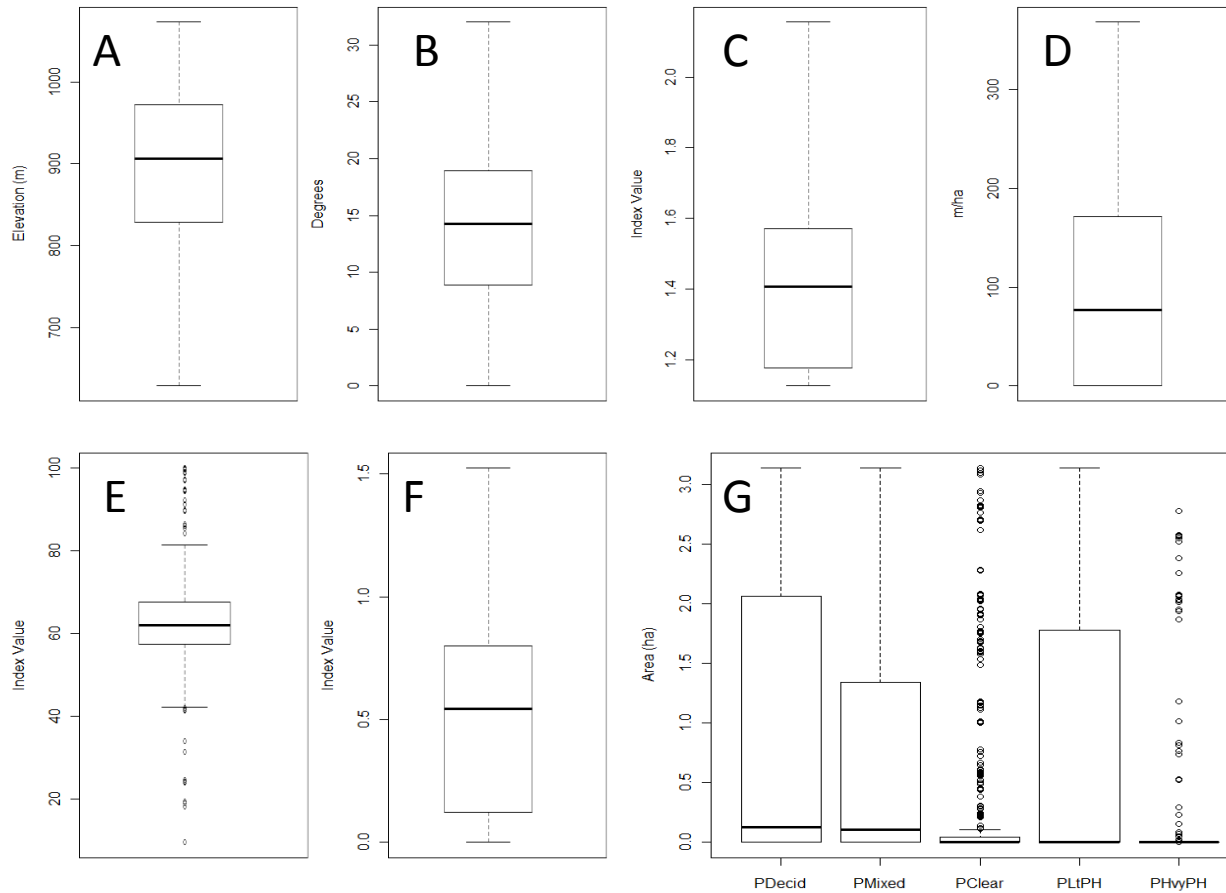 A
Elevation (m)
1000
900
800
700
B
Degrees
30
25
20
15
10
5
0
C
Index Value
2.0
1.8
1.6
1.4
1.2
D
m/ha
300
200
100
0
E
Index Value
100
80
60
40
20
F
Index Value
1.5
1.0
0.5
0.0
G
Area (ha)
3.0
2.5
2.0
1.5
1.0
0.5
0.0
PDecid PMixed PClear PLtPH PHvyPH